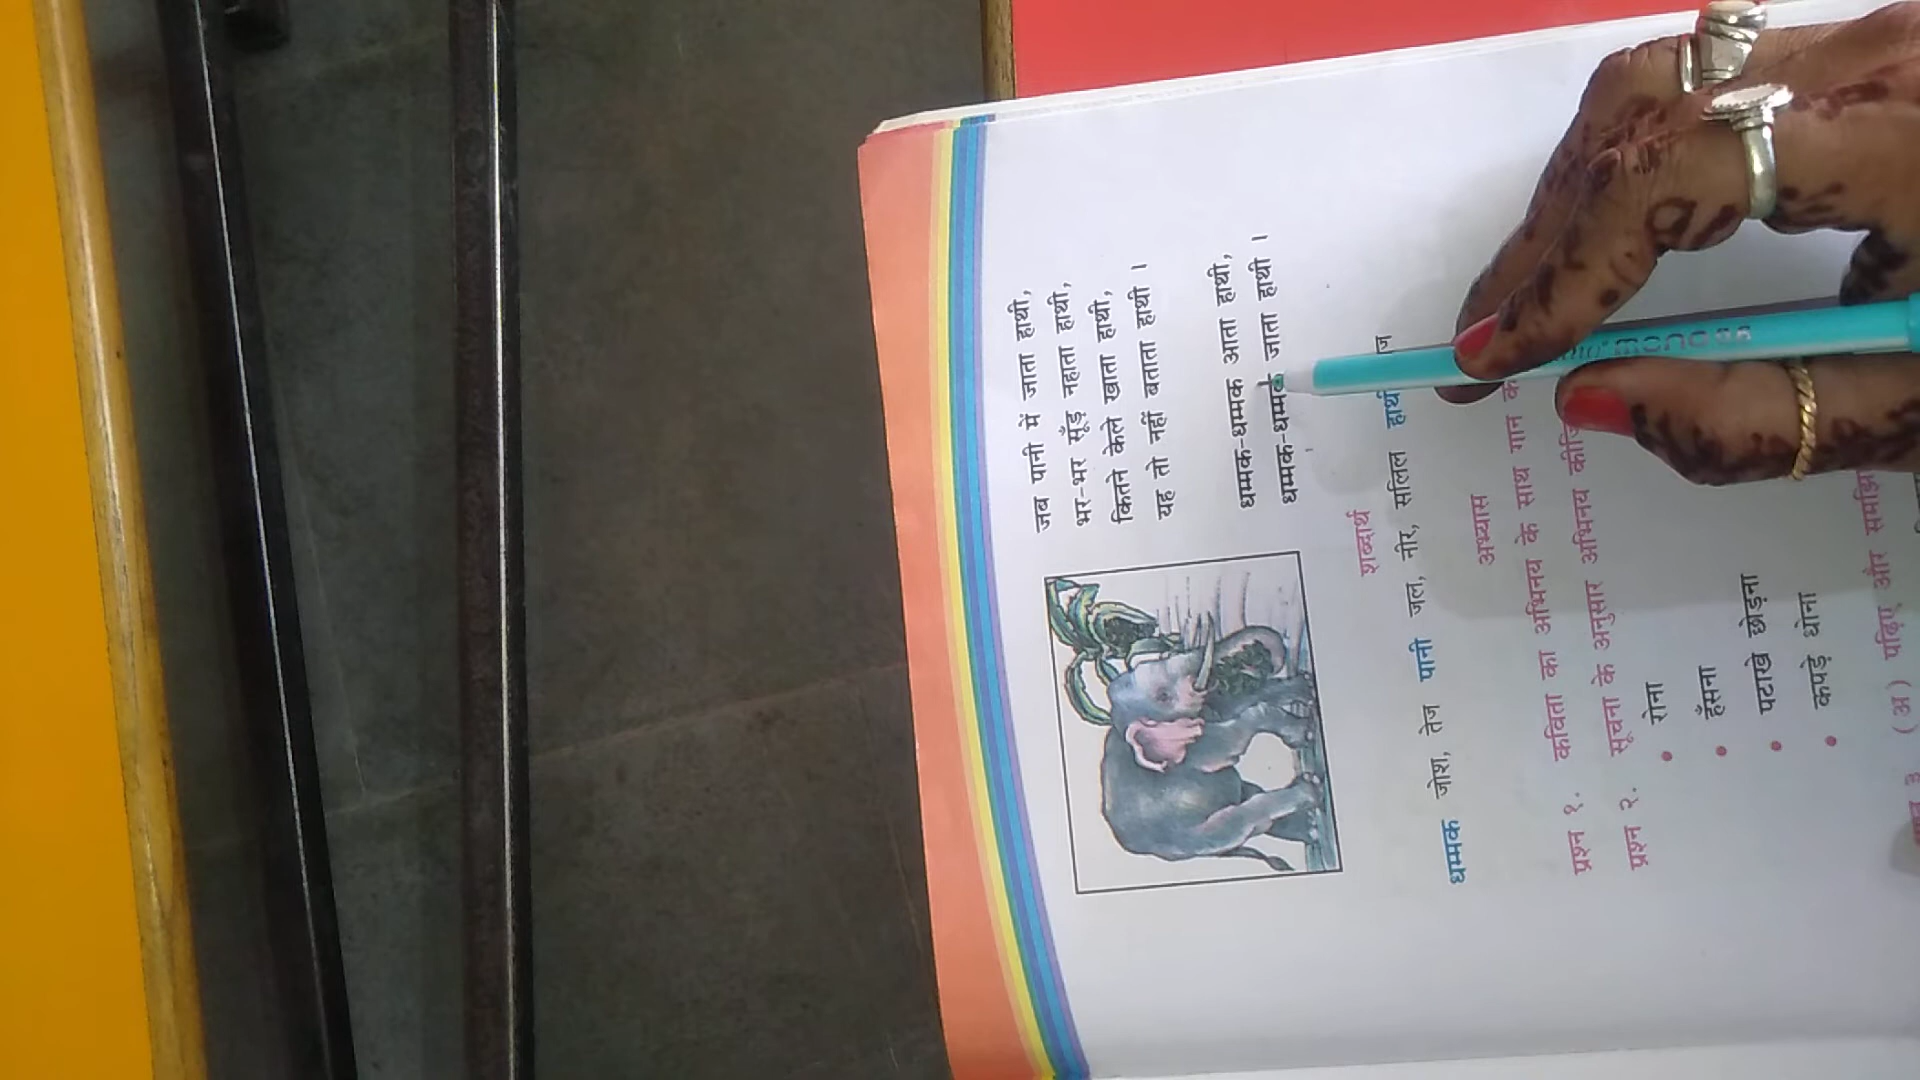 जब पानी में जाता हाथी,
भर-भर सूँड़ नहाता हाथी,
कितने केले खाता हाथी,
यह तो नहीं बताता हाथी ।
धम्मक-धम्मक आता हाथी,
धम्मक-धम्मक जाता हाथी ।
शब्दार्थ
धम्मक जोश, तेज पानी जल, नीर, सलिल हाथी
अभ्यास
प्रश्न १. कविता का अभिनय के साथ गान
प्रश्न २. सूचना के अनुसार अभिनय
• रोना
• हँसना
• पटाखे छोड़ना
• कपड़े धोना
३ (अ) पढ़िए और
mono